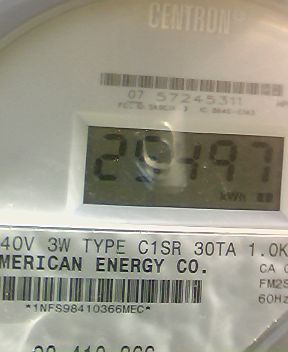 CENTRON
07 57245311
29497
kWh
40V 3W TYPE C1SR 30TA 1.0K
MERICAN ENERGY CO.
CA
FM2S
60Hz
*1NFS98410366MEC*